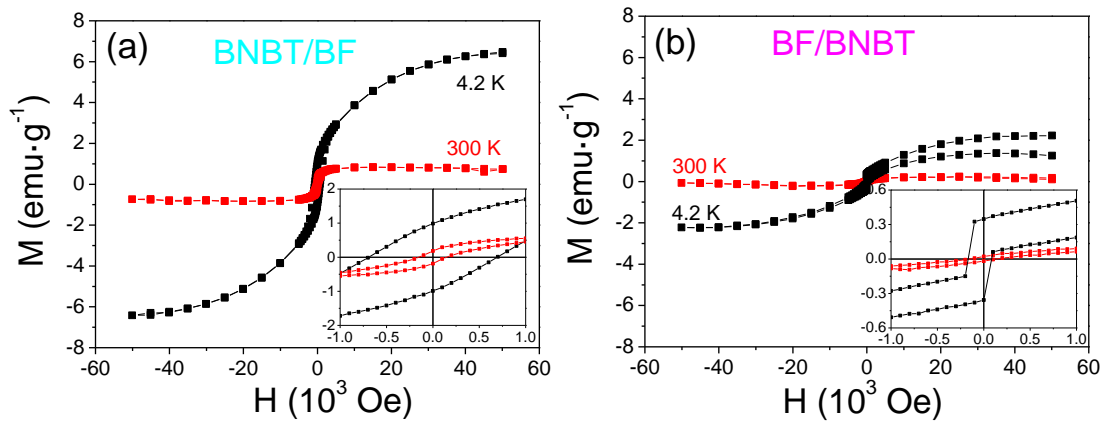 (a)
BNBT/BF
4.2 K
300 K
M (emu·g⁻¹)
8
6
4
2
0
-2
-4
-6
-8
-60 -40 -20 0 20 40 60
H (10³ Oe)
2
1
0
-1
-2
-1.0 -0.5 0.0 0.5 1.0
(b)
BF/BNBT
300 K
4.2 K
M (emu·g⁻¹)
8
6
4
2
0
-2
-4
-6
-8
-60 -40 -20 0 20 40 60
H (10³ Oe)
0.6
0.3
0.0
-0.3
-0.6
-1.0 -0.5 0.0 0.5 1.0